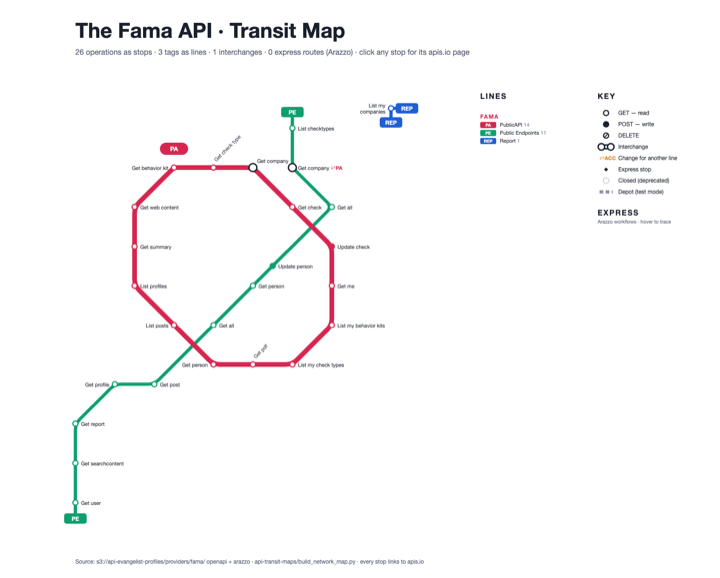 The Fama API · Transit Map
26 operations as stops · 3 tags as lines · 1 interchanges · 0 express routes (Arazzo) · click any stop for its apis.io page
LINES
FAMA
PA PublicAPI 14
PE Public Endpoints 11
REP Report 1
KEY
GET — read
POST — write
DELETE
Interchange
⇄ACC Change for another line
Express stop
Closed (deprecated)
Depot (test mode)
EXPRESS
Arazzo workflows · hover to trace
List my
companies
REP
REP
PE
List checktypes
PA
Get check type
Get behavior kit
Get company
Get company ⇄PA
Get web content
Get check
Get all
Get summary
Update check
Update person
List profiles
Get person
Get me
List posts
Get all
List my behavior kits
Get pdf
Get person
List my check types
Get profile
Get post
Get report
Get searchcontent
Get user
PE
Source: s3://api-evangelist-profiles/providers/fama/ openapi + arazzo · api-transit-maps/build_network_map.py · every stop links to apis.io